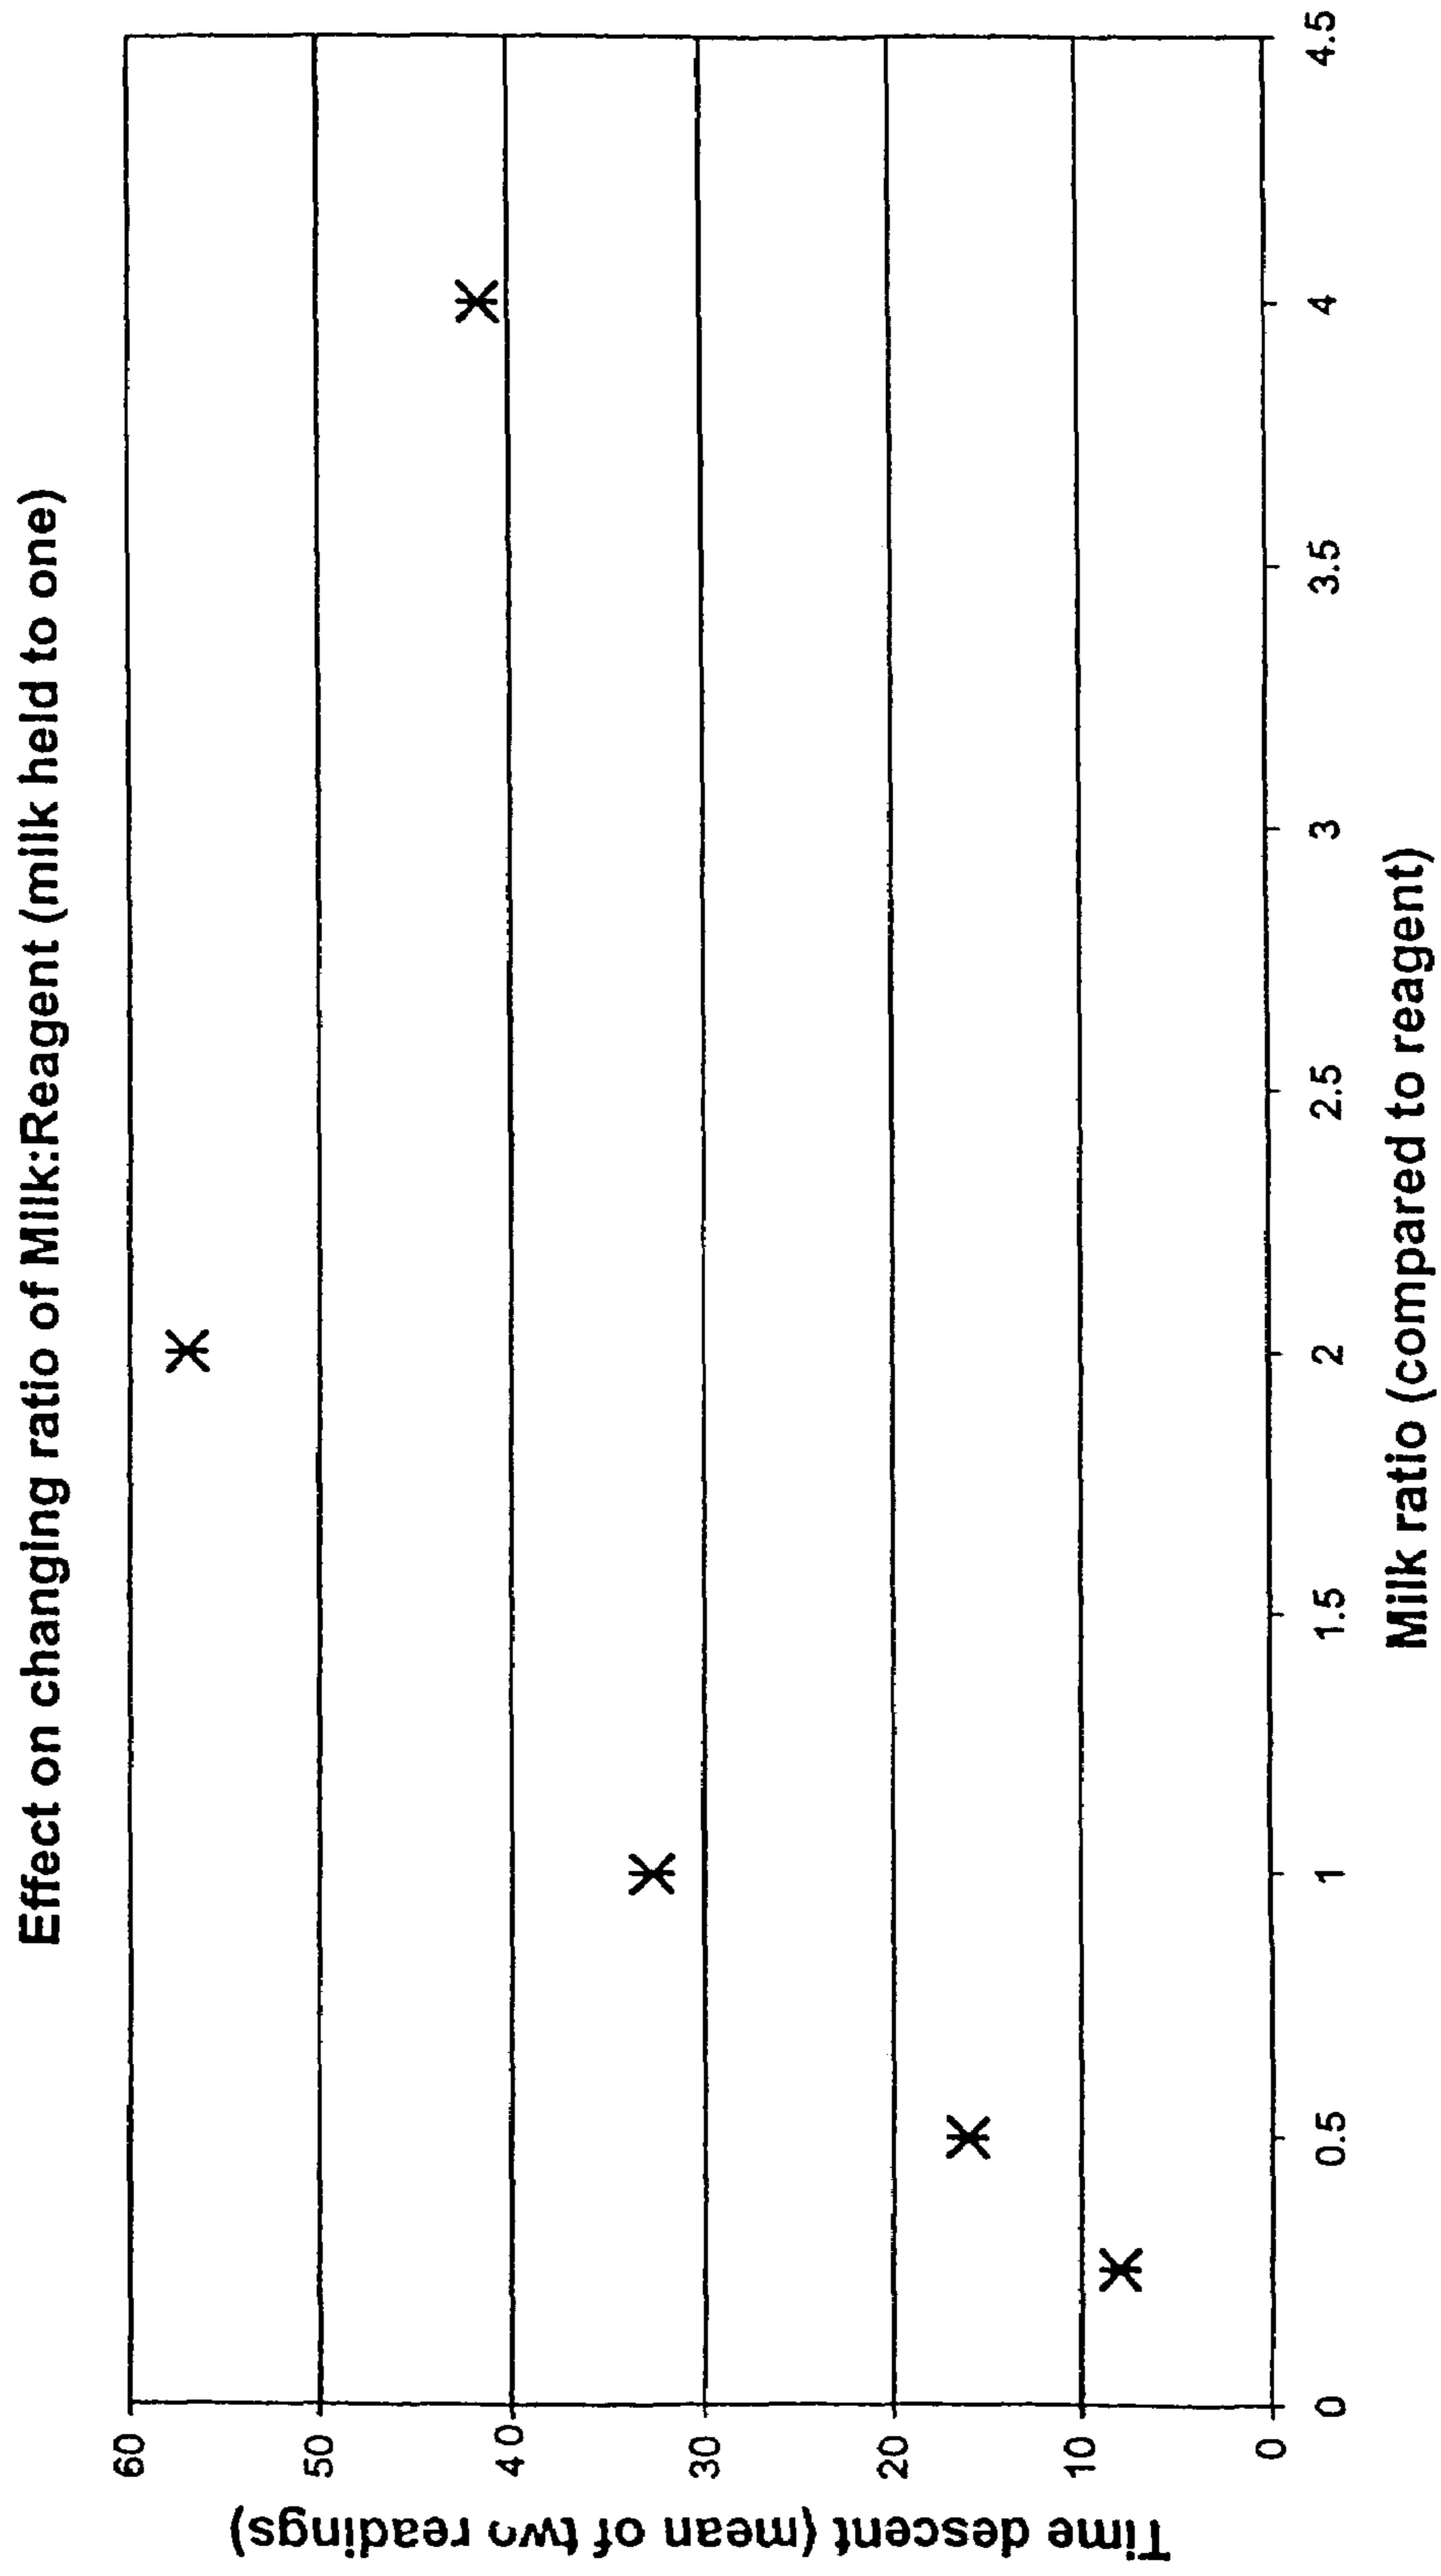 Effect on changing ratio of Milk:Reagent (milk held to one)
Time descent (mean of two readings)
60
50
40
30
20
10
0
0 0.5 1 1.5 2 2.5 3 3.5 4 4.5
Milk ratio (compared to reagent)